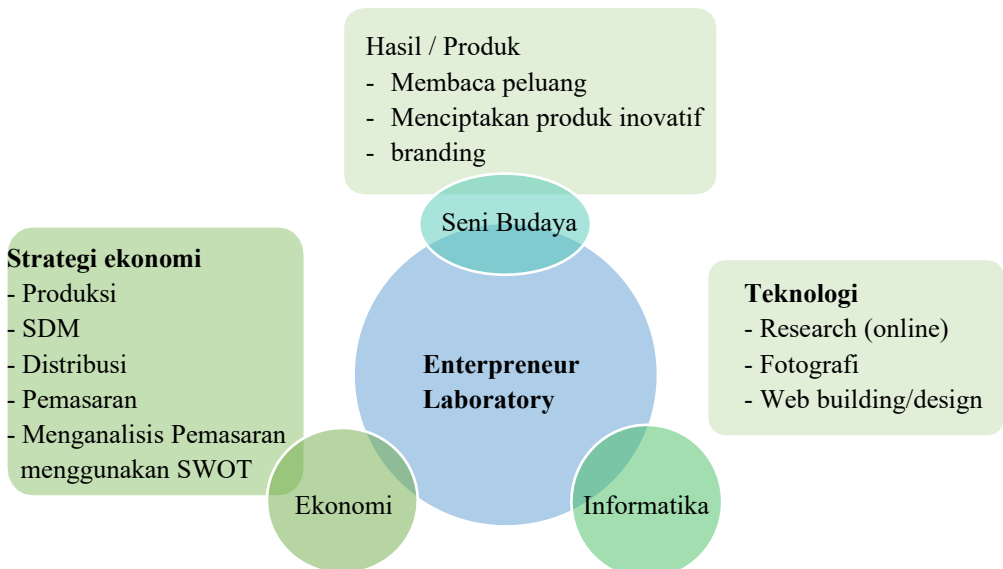 Hasil / Produk
- Membaca peluang
- Menciptakan produk inovatif
- branding
Seni Budaya
Strategi ekonomi
- Produksi
- SDM
- Distribusi
- Pemasaran
- Menganalisis Pemasaran
menggunakan SWOT
Enterpreneur
Laboratory
Teknologi
- Research (online)
- Fotografi
- Web building/design
Ekonomi
Informatika